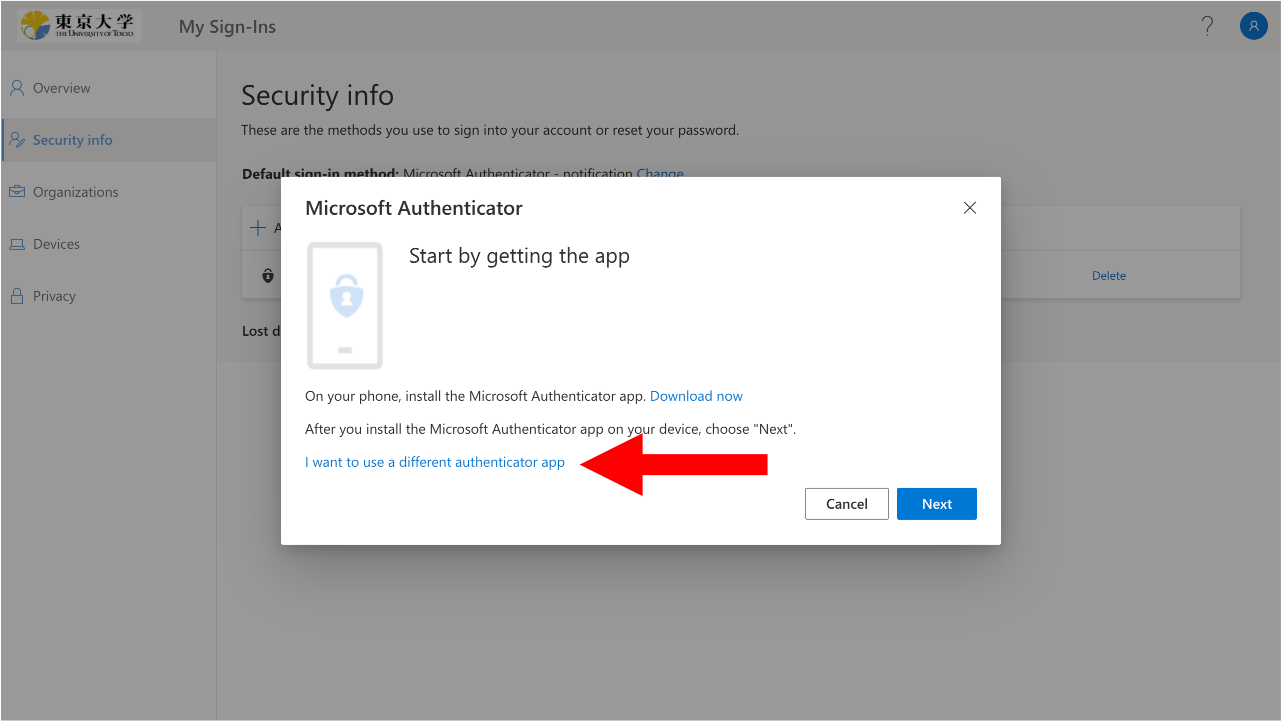 東京大学
THE UNIVERSITY OF TOKYO
My Sign-Ins
?
Overview
Security info
Organizations
Devices
Privacy
Security info
These are the methods you use to sign into your account or reset your password.
Default sign-in method: Microsoft Authenticator - notification Change
Delete
Lost d
Microsoft Authenticator
Start by getting the app
On your phone, install the Microsoft Authenticator app. Download now
After you install the Microsoft Authenticator app on your device, choose "Next".
I want to use a different authenticator app
Cancel
Next